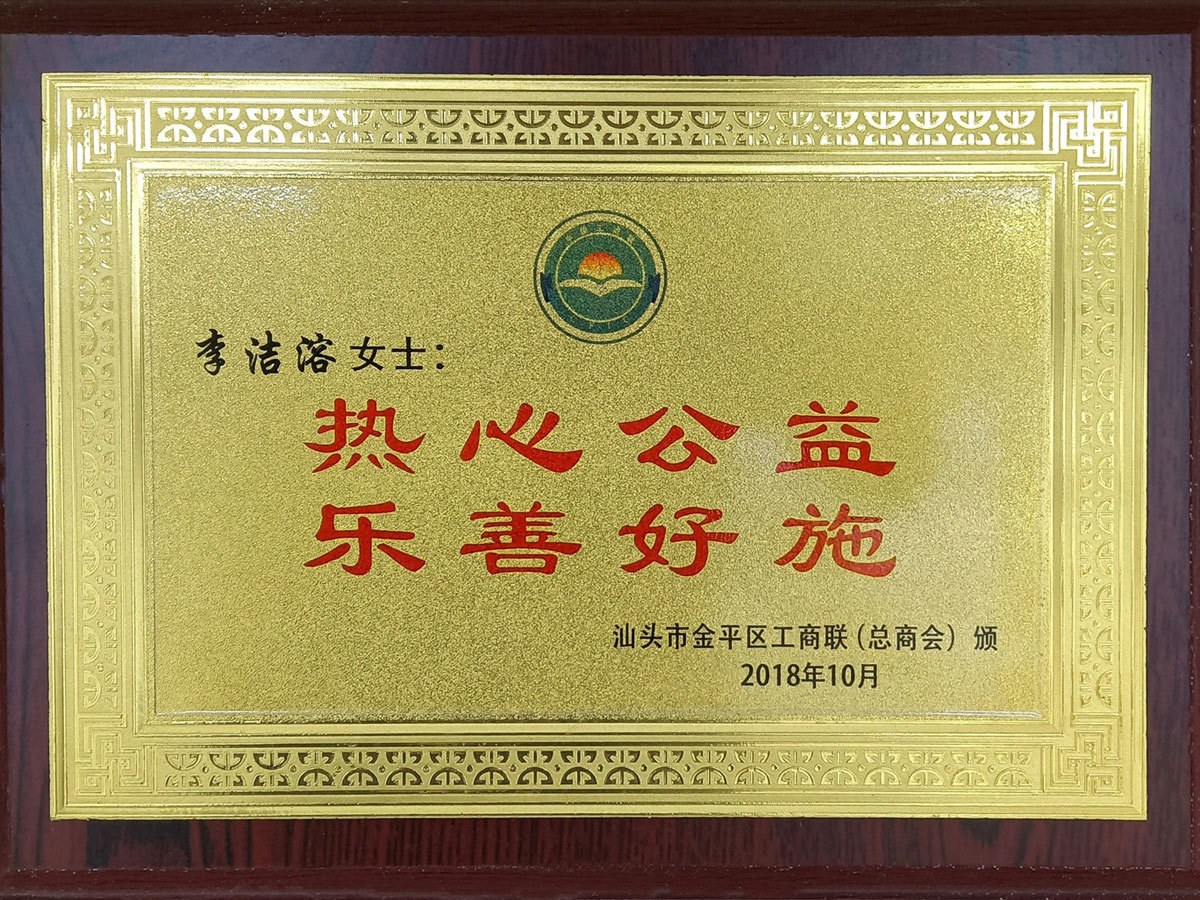 李洁溶女士：
热心公益
乐善好施
汕头市金平区工商联（总商会）颁
2018年10月